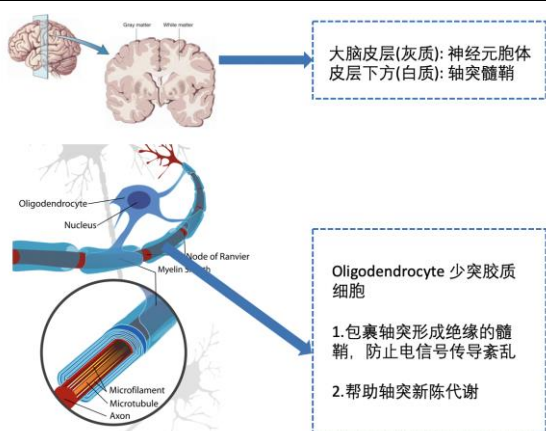 Gray matter
White matter
大脑皮层(灰质): 神经元胞体
皮层下方(白质): 轴突髓鞘
Oligodendrocyte
Nucleus
Node of Ranvier
Myelin
Microfilament
Microtubule
Axon
Oligodendrocyte 少突胶质
细胞
1.包裹轴突形成绝缘的髓
鞘，防止电信号传导紊乱
2.帮助轴突新陈代谢